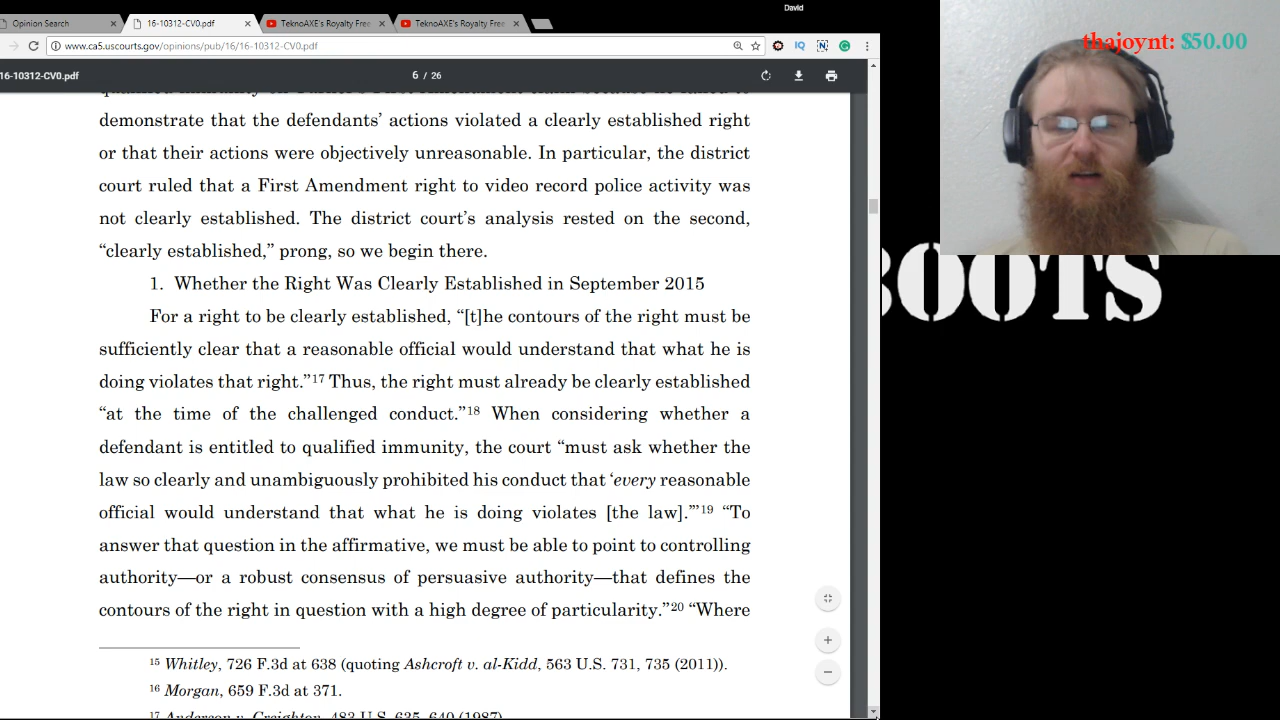 David
Opinion Search
16-10312-CV0.pdf
TeknoAXE's Royalty Free
TeknoAXE's Royalty Free
www.ca5.uscourts.gov/opinions/pub/16/16-10312-CV0.pdf
IQ
N
thajoynt: $50.00
16-10312-CV0.pdf
6 / 26
demonstrate that the defendants’ actions violated a clearly established right
or that their actions were objectively unreasonable. In particular, the district
court ruled that a First Amendment right to video record police activity was
not clearly established. The district court’s analysis rested on the second,
“clearly established,” prong, so we begin there.
1. Whether the Right Was Clearly Established in September 2015
For a right to be clearly established, “[t]he contours of the right must be
sufficiently clear that a reasonable official would understand that what he is
doing violates that right.”17 Thus, the right must already be clearly established
“at the time of the challenged conduct.”18 When considering whether a
defendant is entitled to qualified immunity, the court “must ask whether the
law so clearly and unambiguously prohibited his conduct that ‘every reasonable
official would understand that what he is doing violates [the law].’”19 “To
answer that question in the affirmative, we must be able to point to controlling
authority—or a robust consensus of persuasive authority—that defines the
contours of the right in question with a high degree of particularity.”20 “Where
15 Whitley, 726 F.3d at 638 (quoting Ashcroft v. al-Kidd, 563 U.S. 731, 735 (2011)).
16 Morgan, 659 F.3d at 371.
17 Anderson v. Creighton, 483 U.S. 635, 640 (1987)
BOOTS